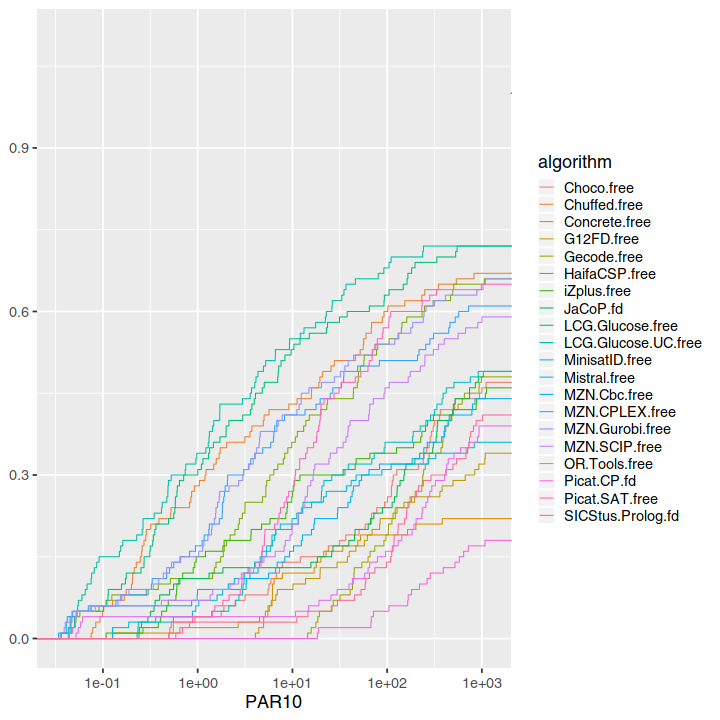 0.9
0.6
0.3
0.0
1e-01 1e+00 1e+01 1e+02 1e+03
PAR10
algorithm
Choco.free
Chuffed.free
Concrete.free
G12FD.free
Gecode.free
HaifaCSP.free
iZplus.free
JaCoP.fd
LCG.Glucose.free
LCG.Glucose.UC.free
MinisatID.free
Mistral.free
MZN.Cbc.free
MZN.CPLEX.free
MZN.Gurobi.free
MZN.SCIP.free
OR.Tools.free
Picat.CP.fd
Picat.SAT.free
SICStus.Prolog.fd